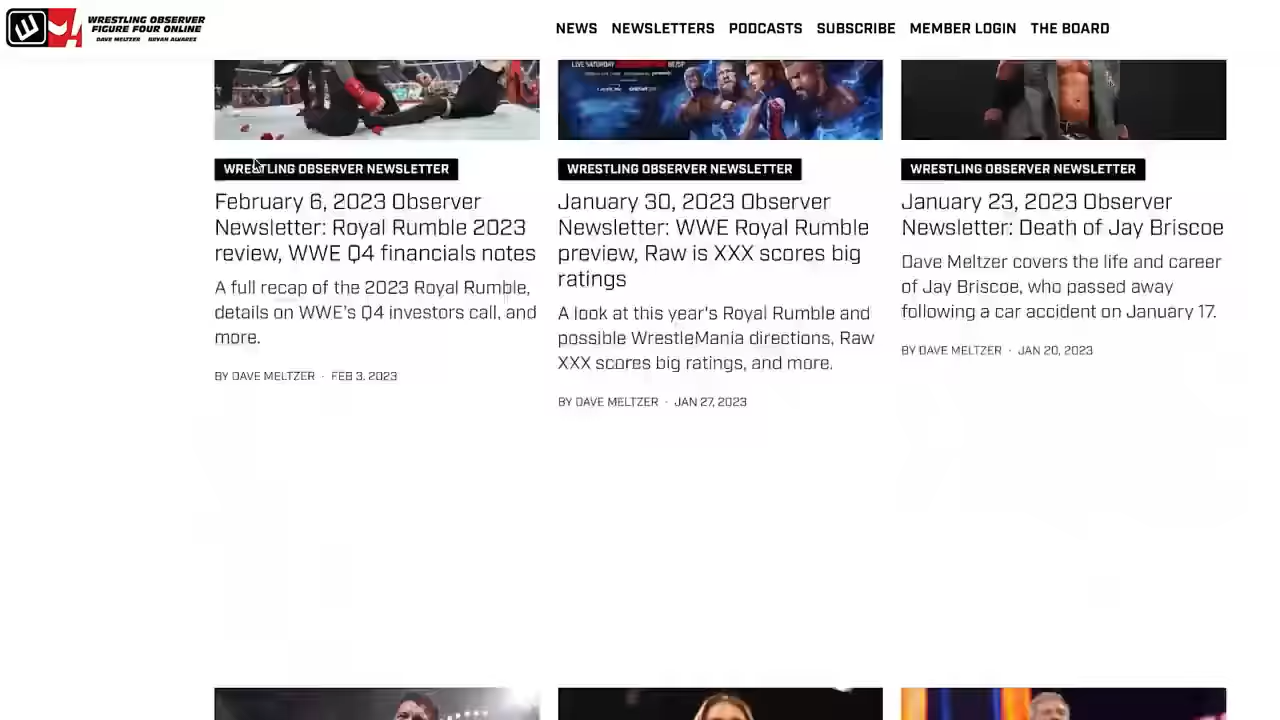 WRESTLING OBSERVER
FIGURE FOUR ONLINE
DAVE MELTZER BRYAN ALVAREZ
NEWS NEWSLETTERS PODCASTS SUBSCRIBE MEMBER LOGIN THE BOARD
WRESTLING OBSERVER NEWSLETTER
February 6, 2023 Observer
Newsletter: Royal Rumble 2023
review, WWE Q4 financials notes
A full recap of the 2023 Royal Rumble,
details on WWE's Q4 investors call, and
more.
BY DAVE MELTZER · FEB 3, 2023
LIVE SATURDAY
WRESTLING OBSERVER NEWSLETTER
January 30, 2023 Observer
Newsletter: WWE Royal Rumble
preview, Raw is XXX scores big
ratings
A look at this year's Royal Rumble and
possible WrestleMania directions, Raw
XXX scores big ratings, and more.
BY DAVE MELTZER · JAN 27, 2023
WRESTLING OBSERVER NEWSLETTER
January 23, 2023 Observer
Newsletter: Death of Jay Briscoe
Dave Meltzer covers the life and career
of Jay Briscoe, who passed away
following a car accident on January 17.
BY DAVE MELTZER · JAN 20, 2023